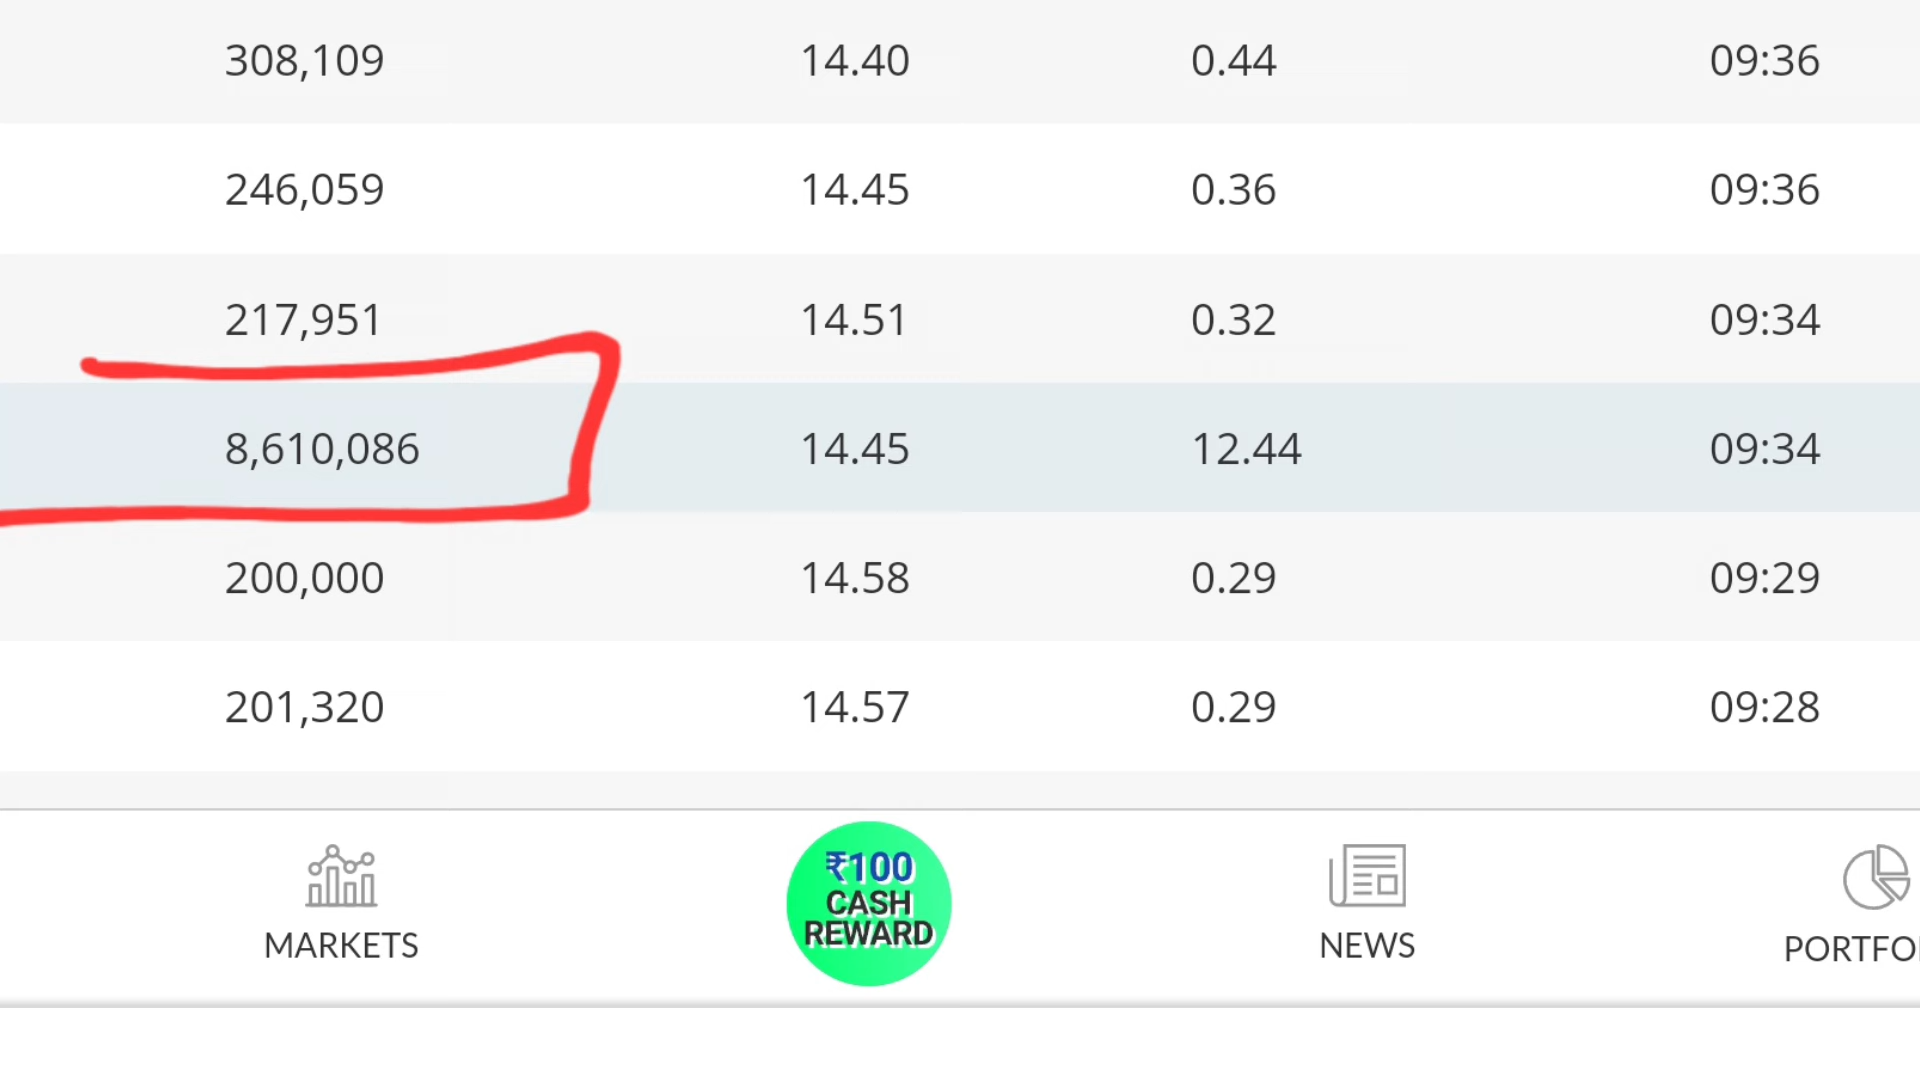 308,109 14.40 0.44 09:36
246,059 14.45 0.36 09:36
217,951 14.51 0.32 09:34
8,610,086 14.45 12.44 09:34
200,000 14.58 0.29 09:29
201,320 14.57 0.29 09:28
₹100
CASH
REWARD
MARKETS NEWS PORTFO